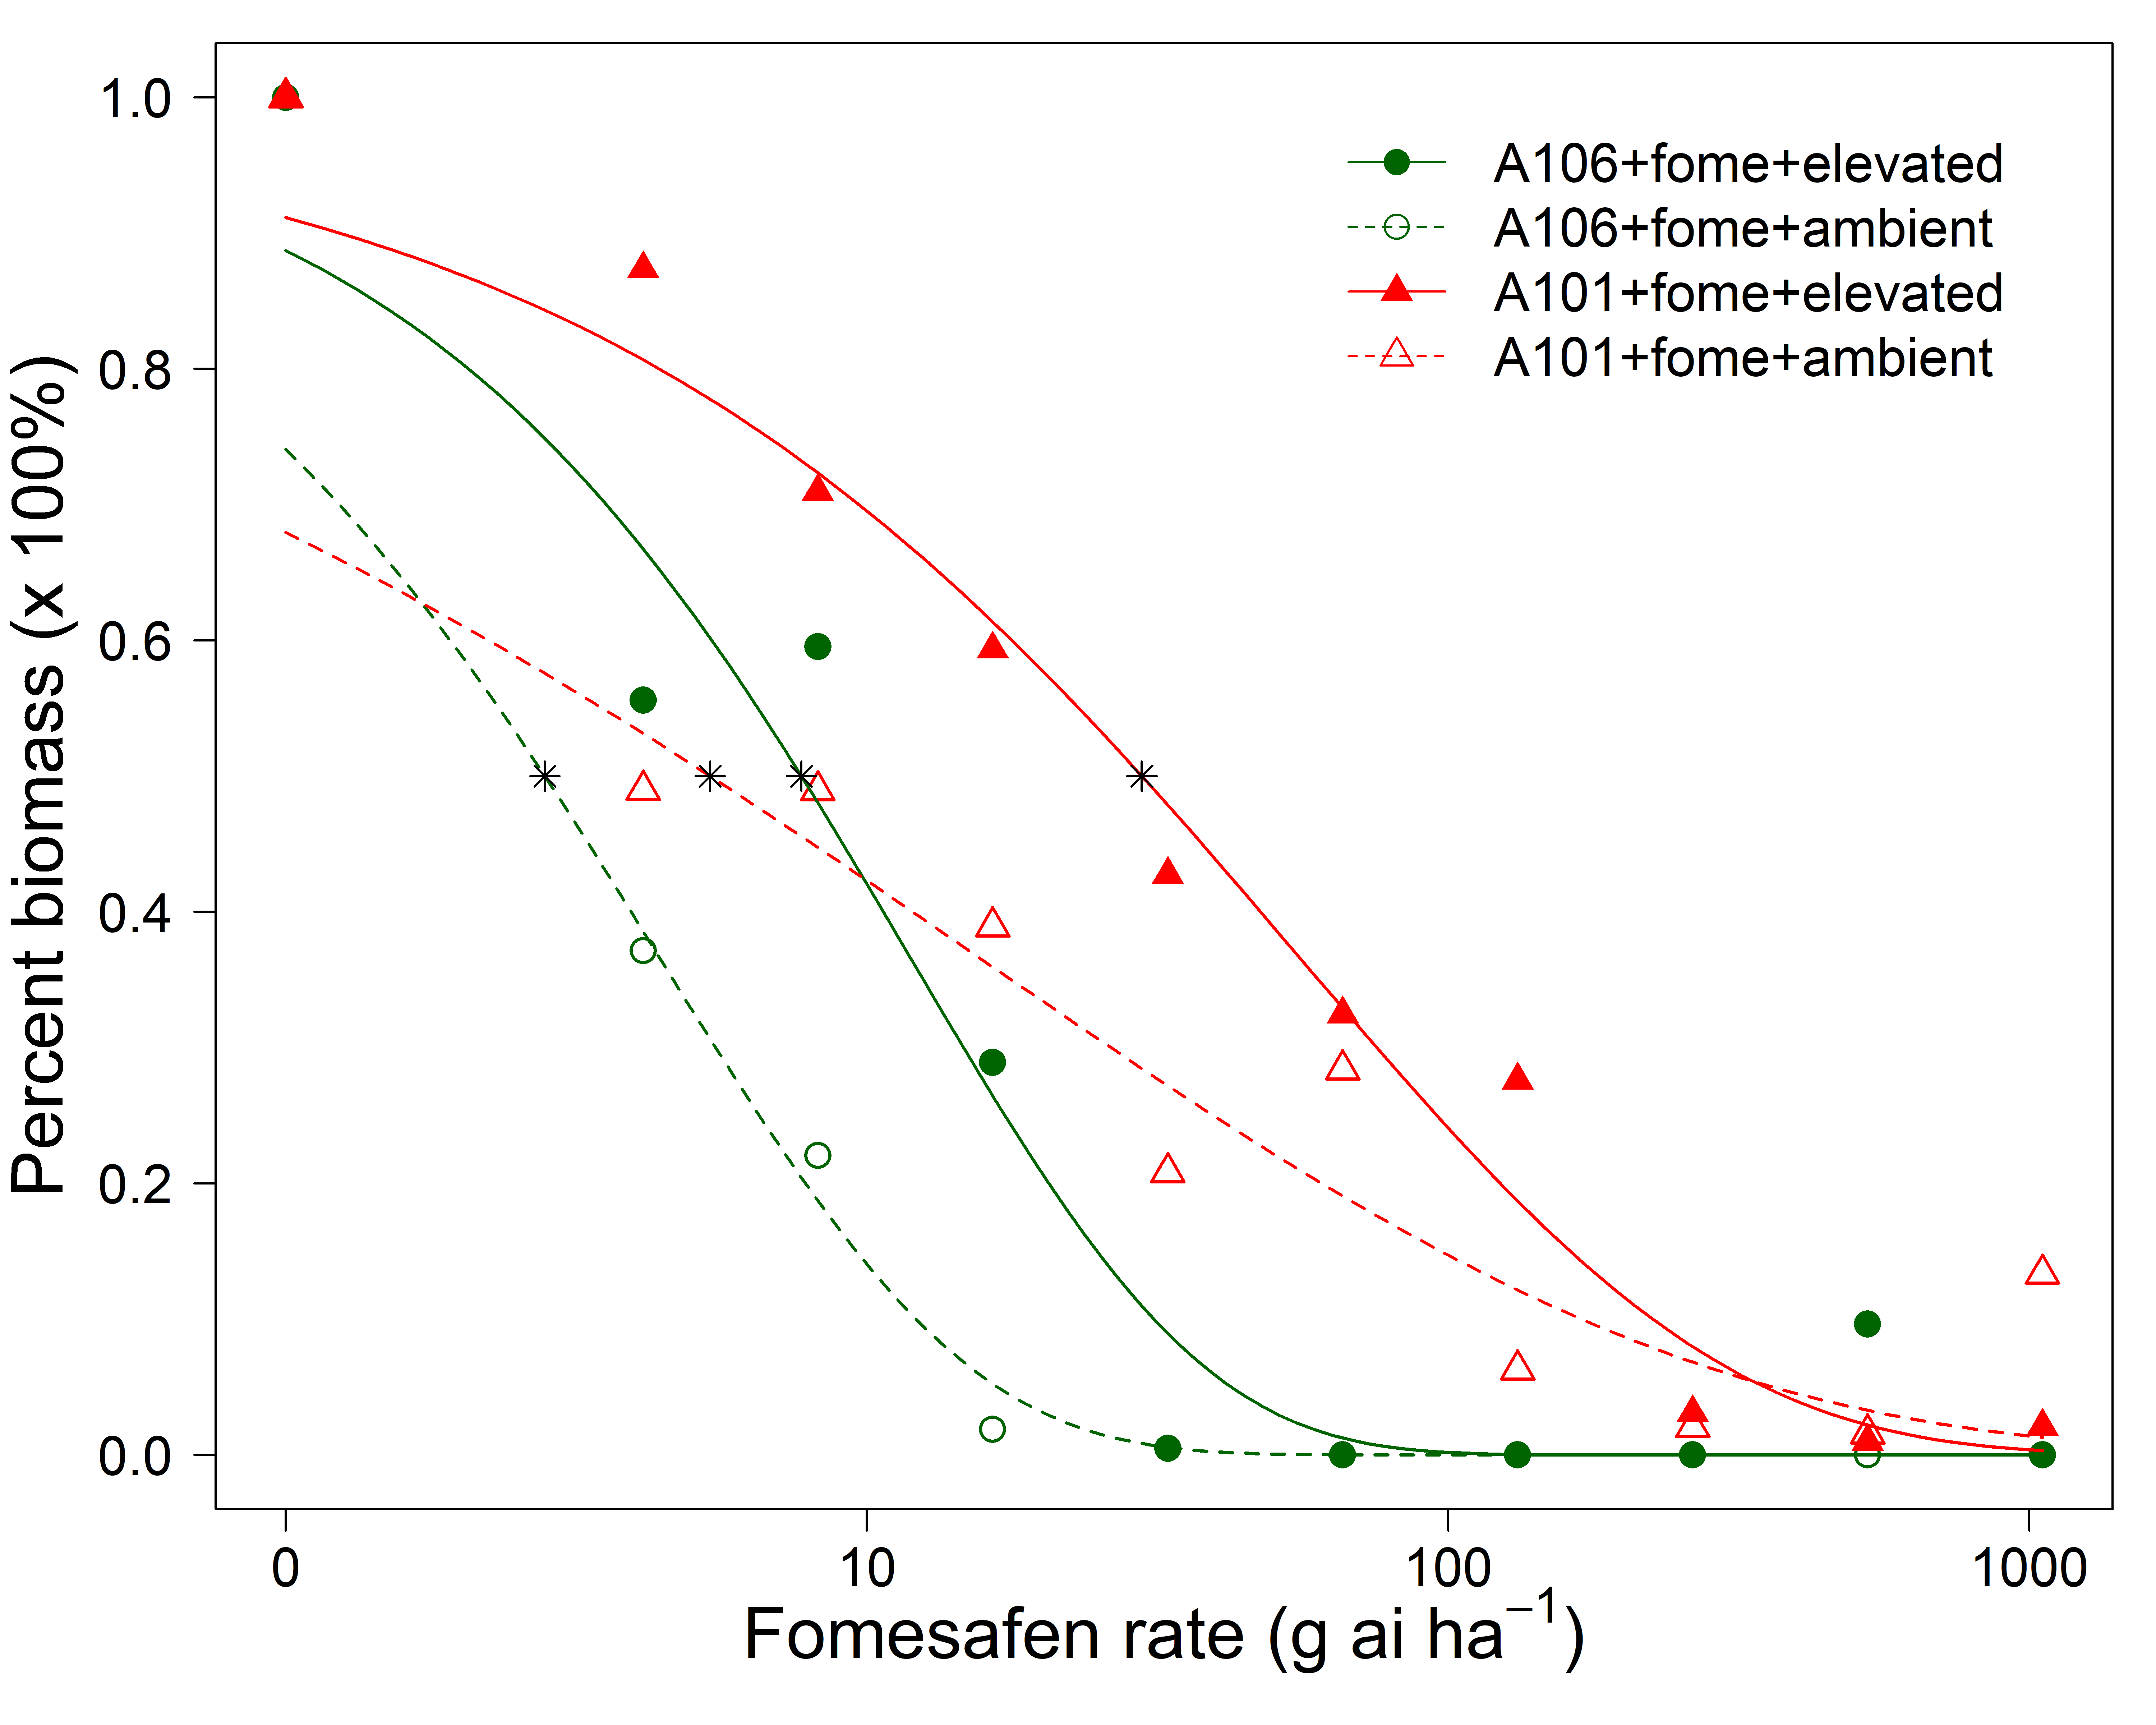 1.0
0.8
0.6
0.4
0.2
0.0
Percent biomass (x 100%)
A106+fome+elevated
A106+fome+ambient
A101+fome+elevated
A101+fome+ambient
0 10 100 1000
Fomesafen rate (g ai ha⁻¹)